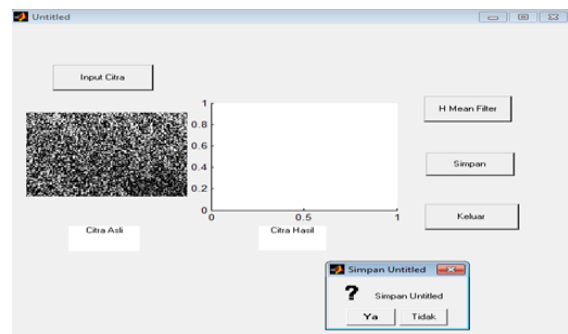 Untitled
Input Citra
H Mean Filter
1
0.8
0.6
0.4
0.2
0
0 0.5 1
Simpan
Keluar
Citra Asli
Citra Hasil
Simpan Untitled
? Simpan Untitled
Ya Tidak